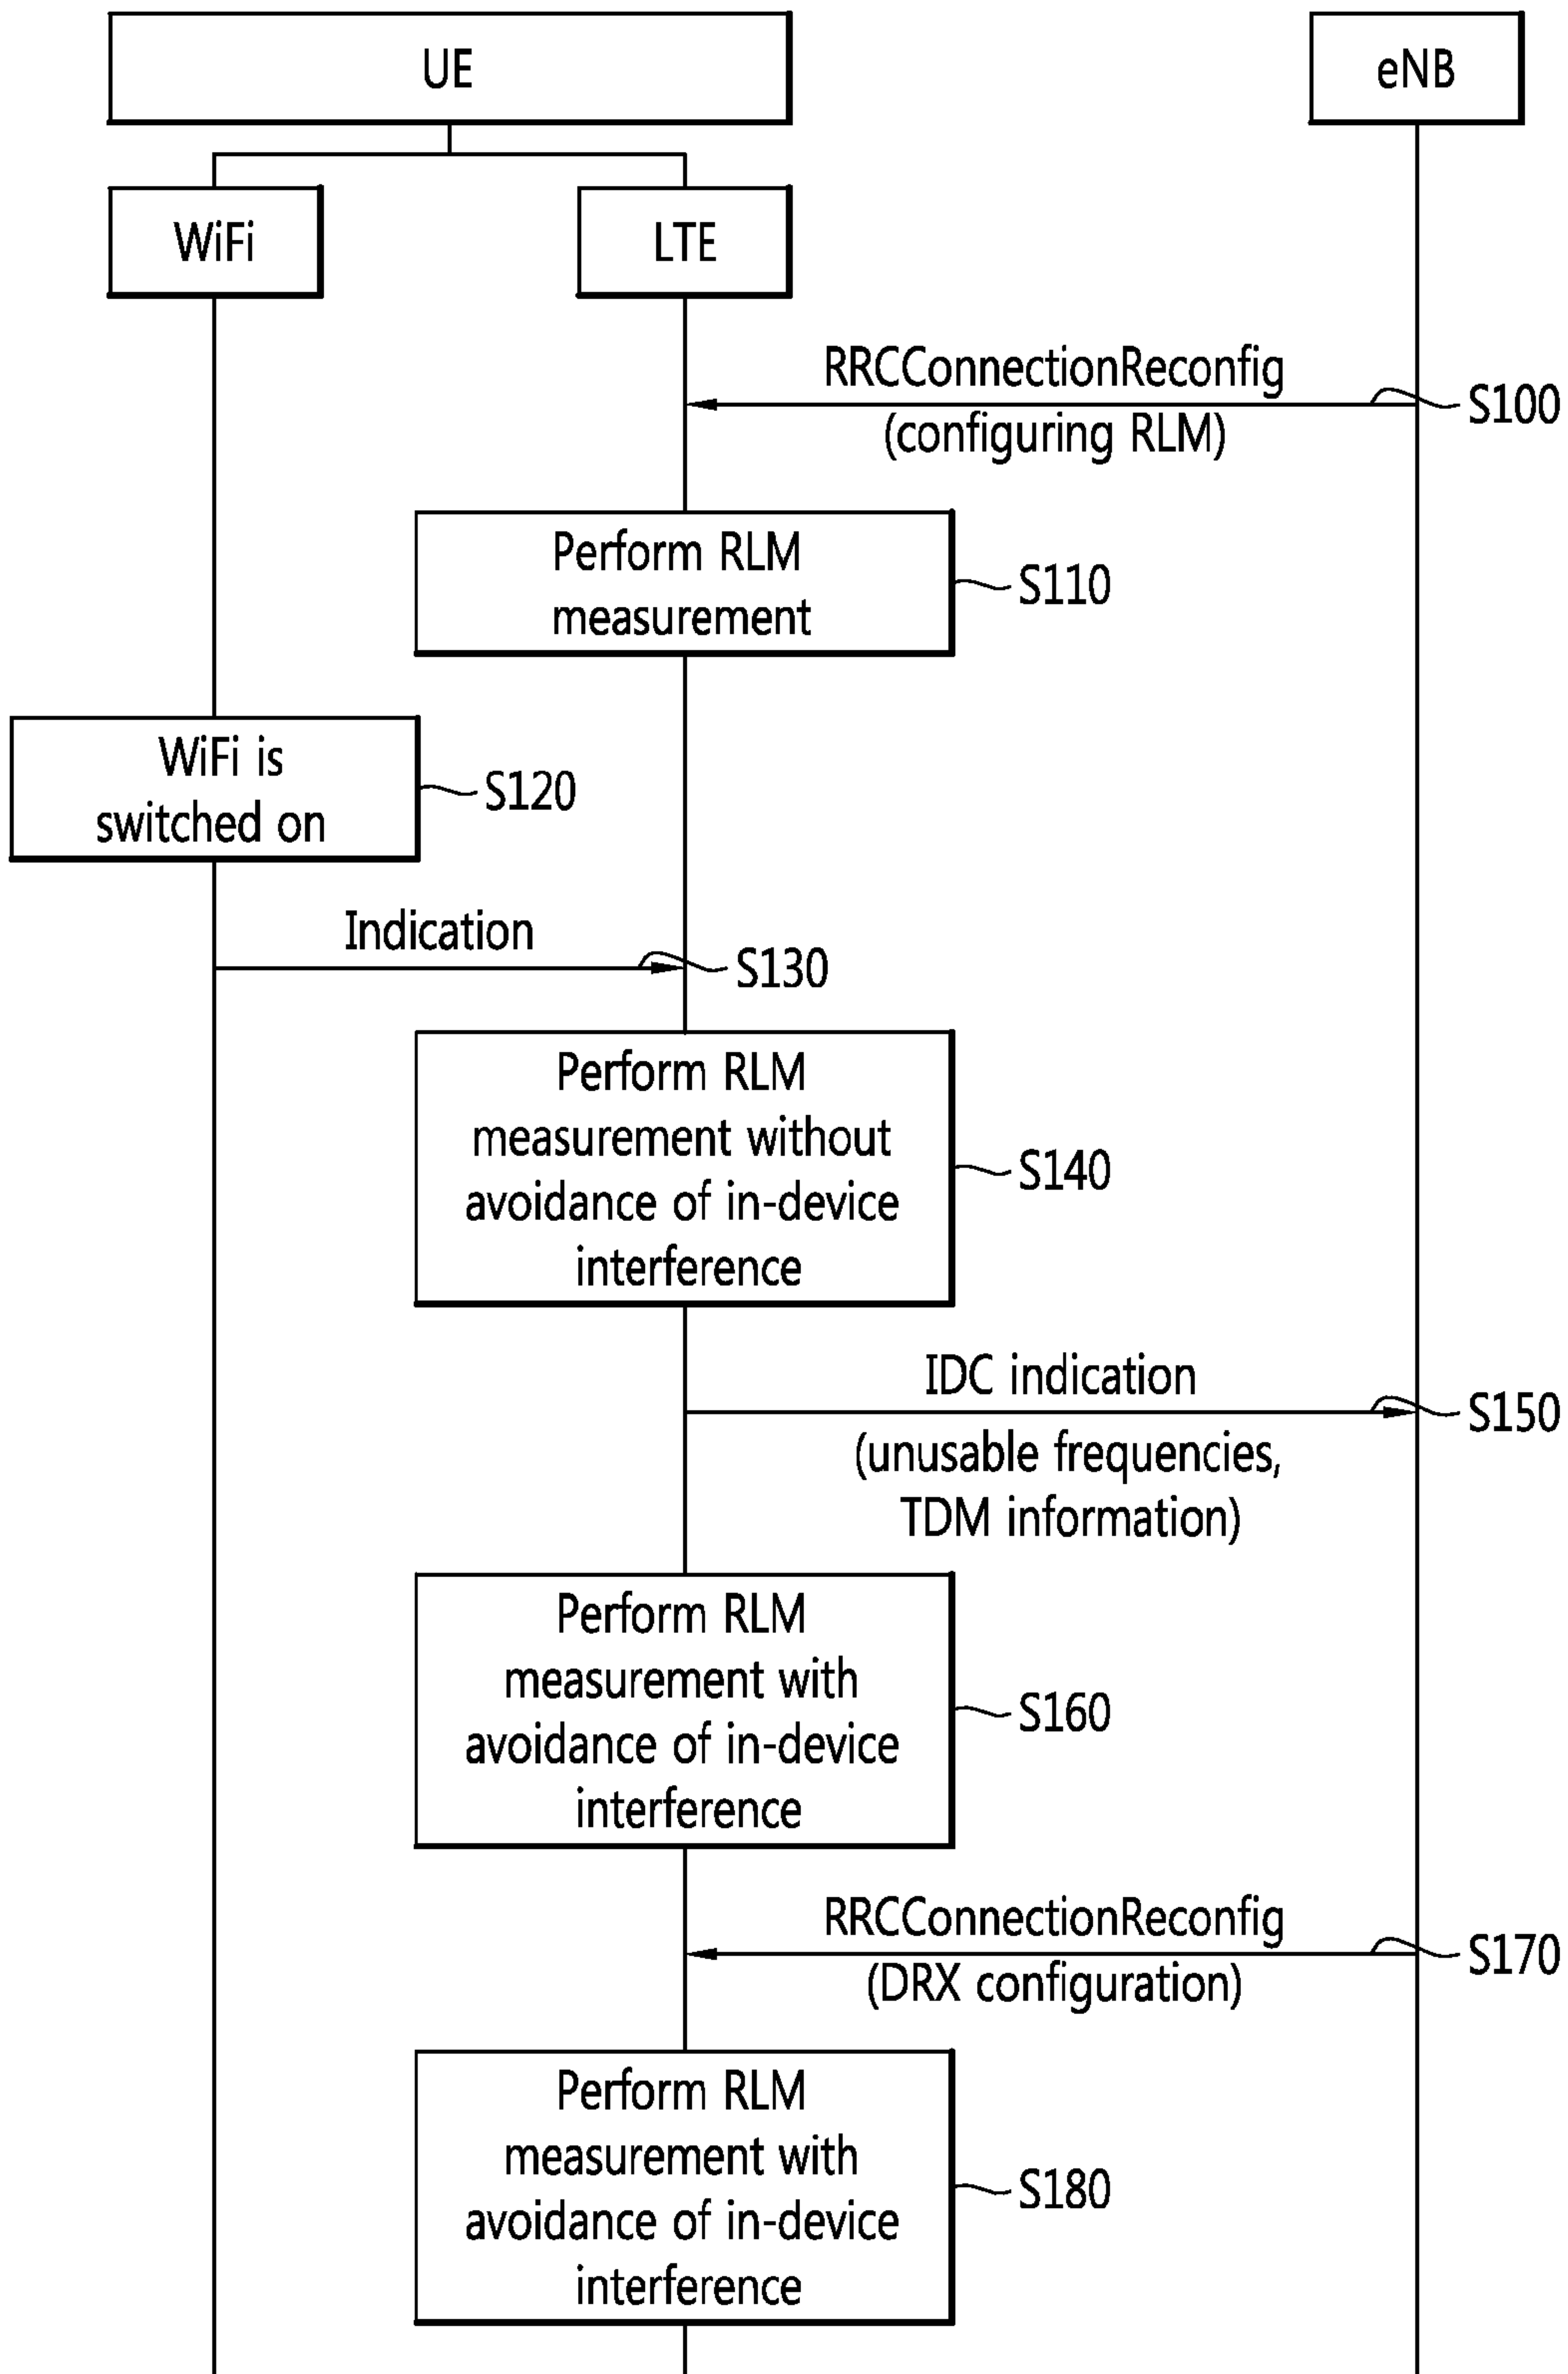 UE
eNB
WiFi
LTE
RRCConnectionReconfig
S100
(configuring RLM)
Perform RLM
measurement
S110
WiFi is
switched on
S120
Indication
S130
Perform RLM
measurement without
avoidance of in-device
interference
S140
IDC indication
S150
(unusable frequencies,
TDM information)
Perform RLM
measurement with
avoidance of in-device
interference
S160
RRCConnectionReconfig
S170
(DRX configuration)
Perform RLM
measurement with
avoidance of in-device
interference
S180